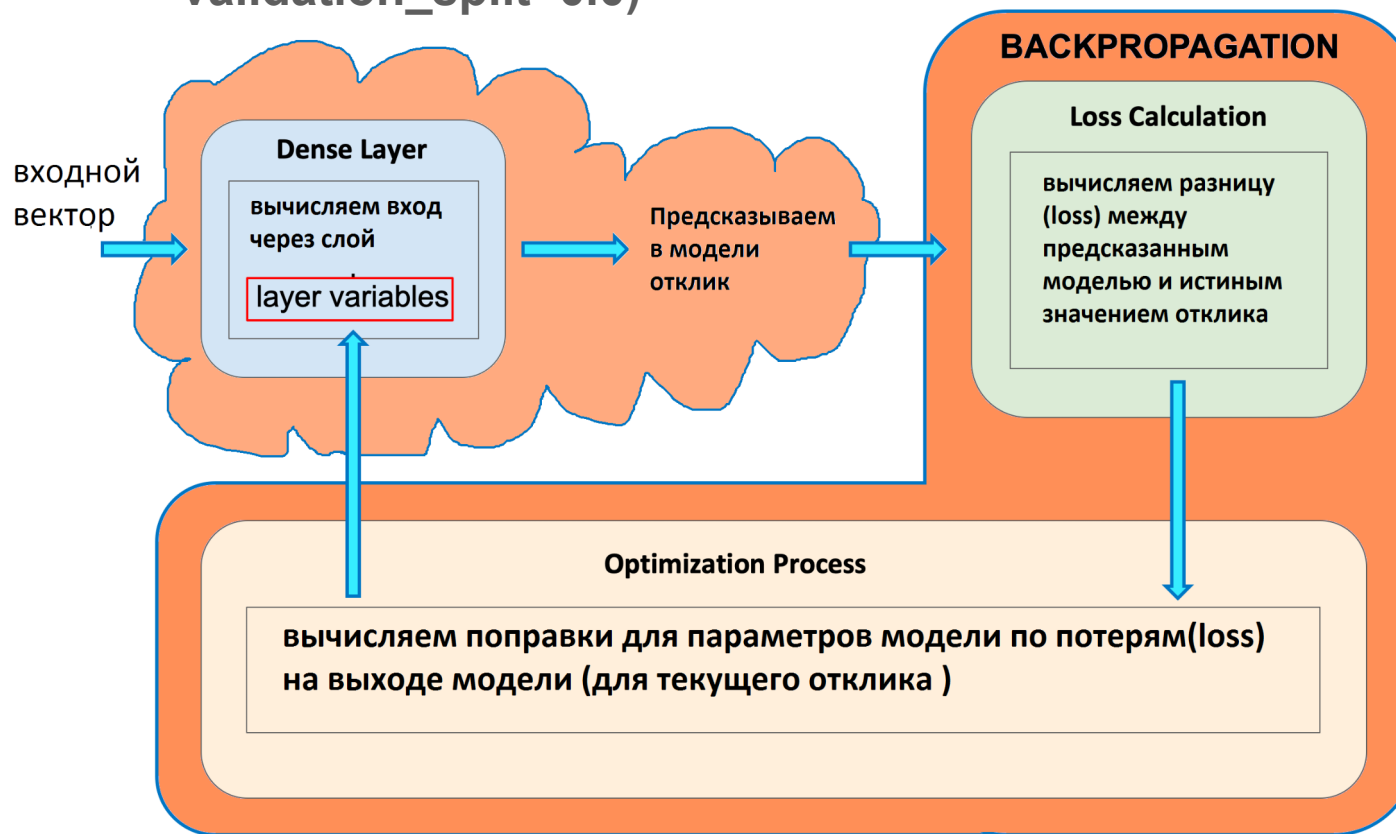 BACKPROPAGATION
Loss Calculation
Dense Layer
входной
вектор
вычисляем вход
через слой
layer variables
Предсказываем
в модели
отклик
вычисляем разницу
(loss) между
предсказанным
моделью и истиным
значением отклика
Optimization Process
вычисляем поправки для параметров модели по потерям(loss)
на выходе модели (для текущего отклика )